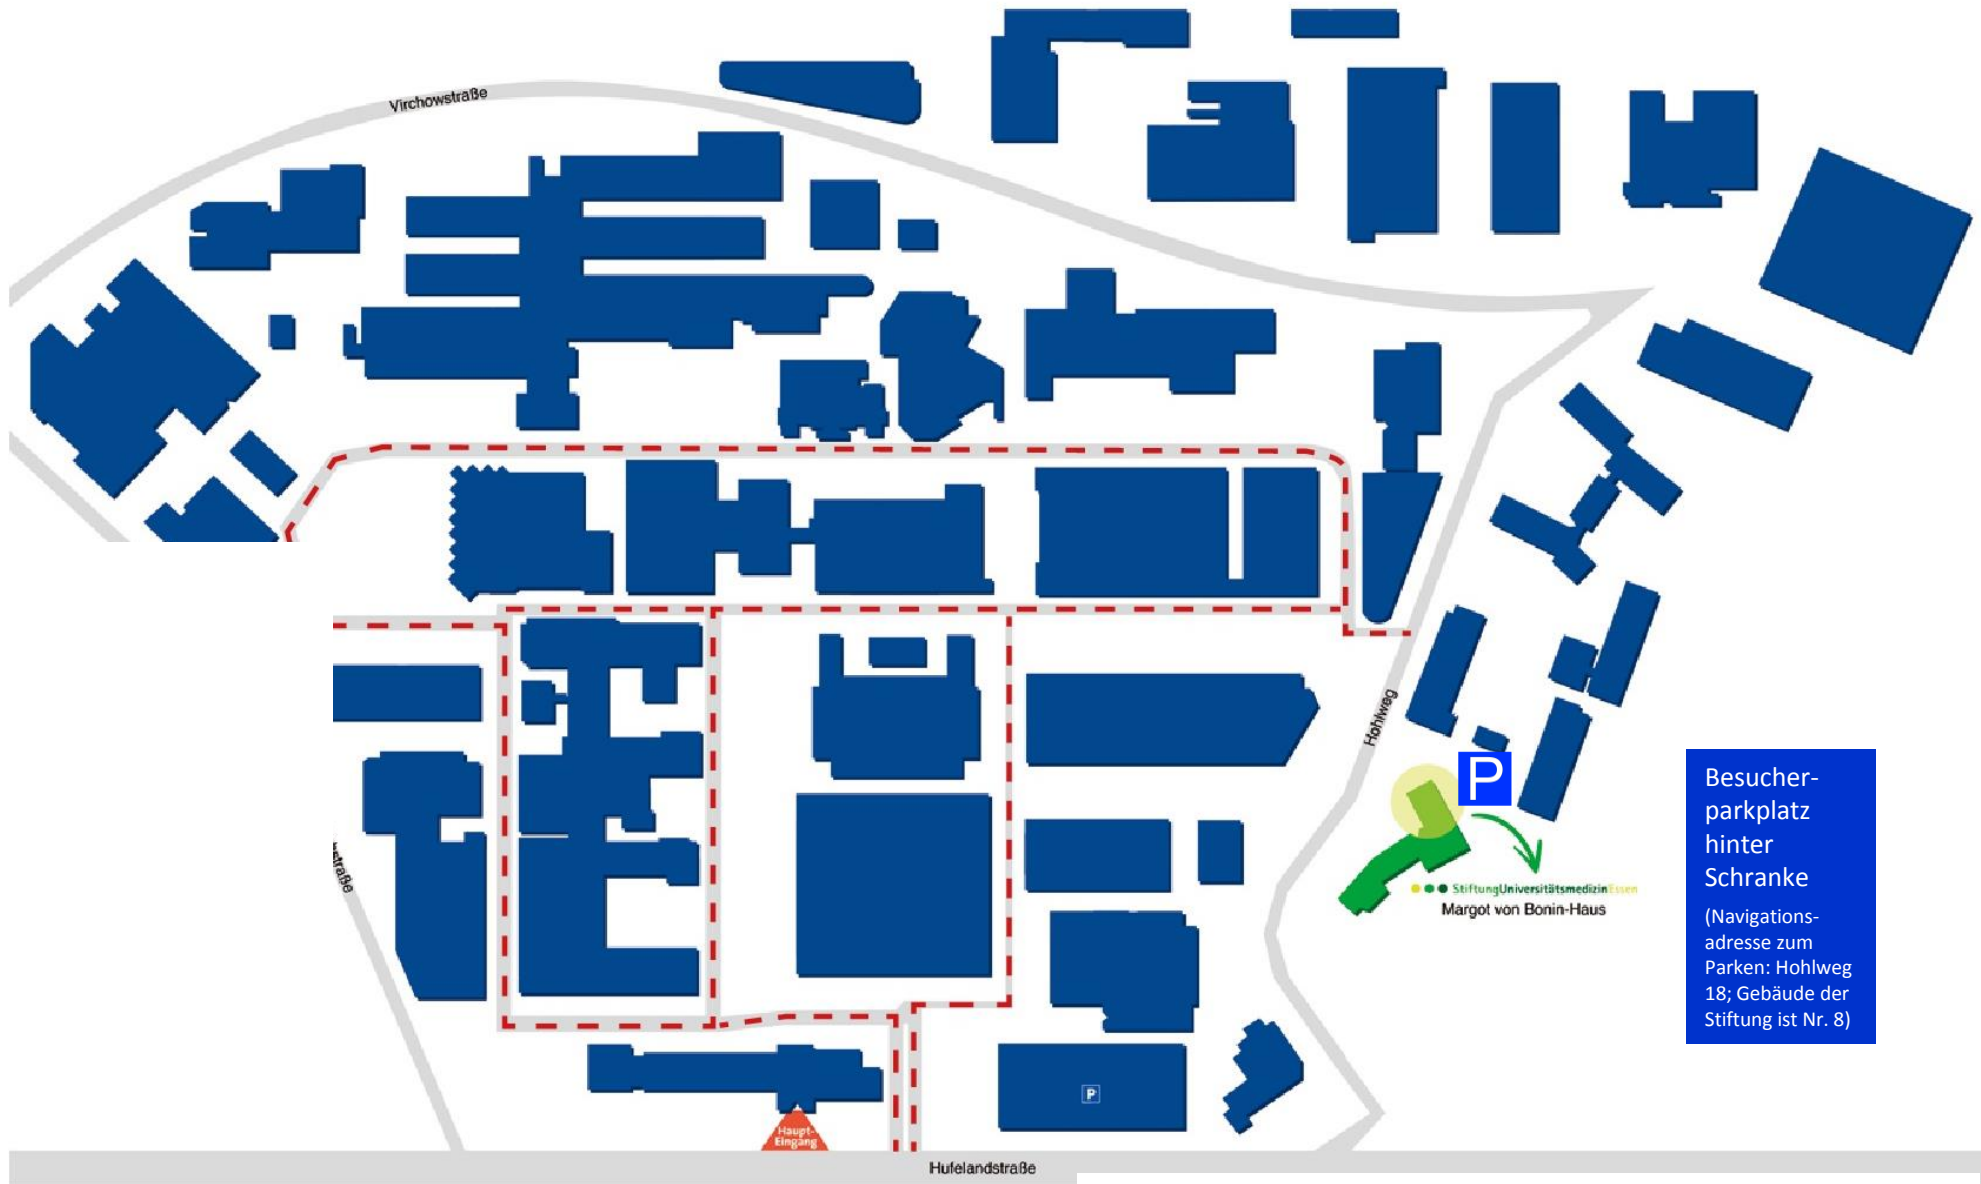 Virchowstraße
Hohlweg
P
Besucher-
parkplatz
hinter
Schranke
(Navigations-
adresse zum
Parken: Hohlweg
18; Gebäude der
Stiftung ist Nr. 8)
StiftungUniversitätsmedizinEssen
Margot von Bonin-Haus
straße
P
Haupt-
Eingang
Hufelandstraße